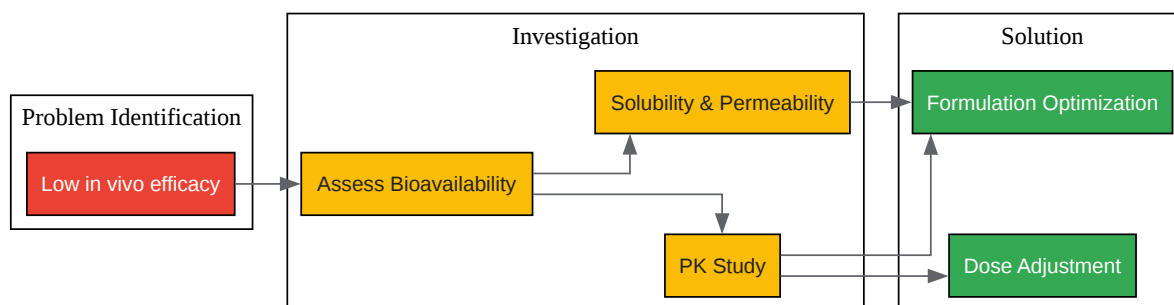 Problem Identification
Low in vivo efficacy
Investigation
Assess Bioavailability
Solubility & Permeability
PK Study
Solution
Formulation Optimization
Dose Adjustment